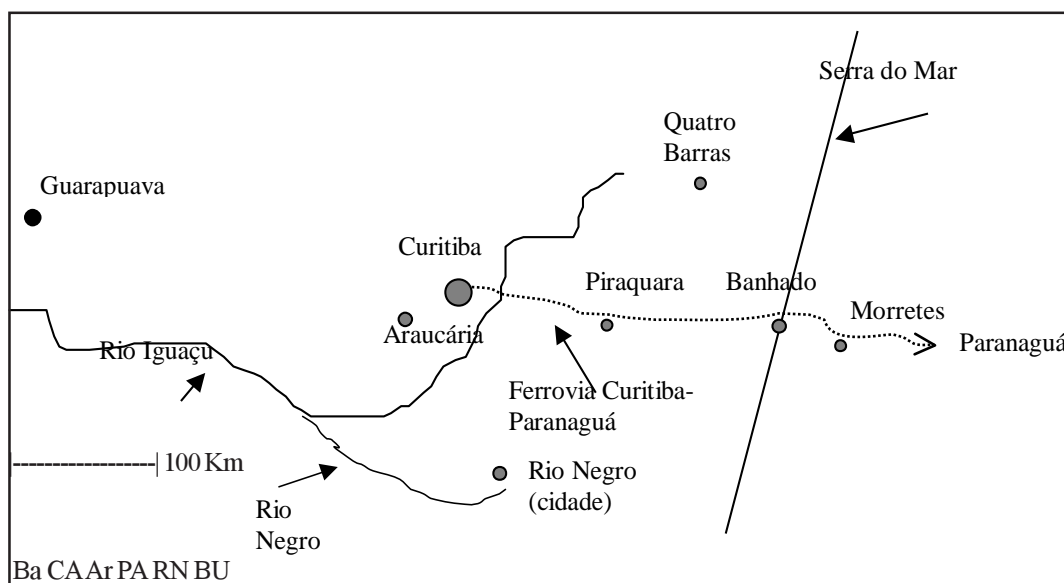 Serra do Mar
Quatro
Barras
Guarapuava
Curitiba
Piraquara
Banhado
Morretes
Araucária
Paranaguá
Rio Iguaçu
Ferrovia Curitiba-
Paranaguá
100 Km
Rio Negro
(cidade)
Rio
Negro
Ba CA Ar PA RN BU